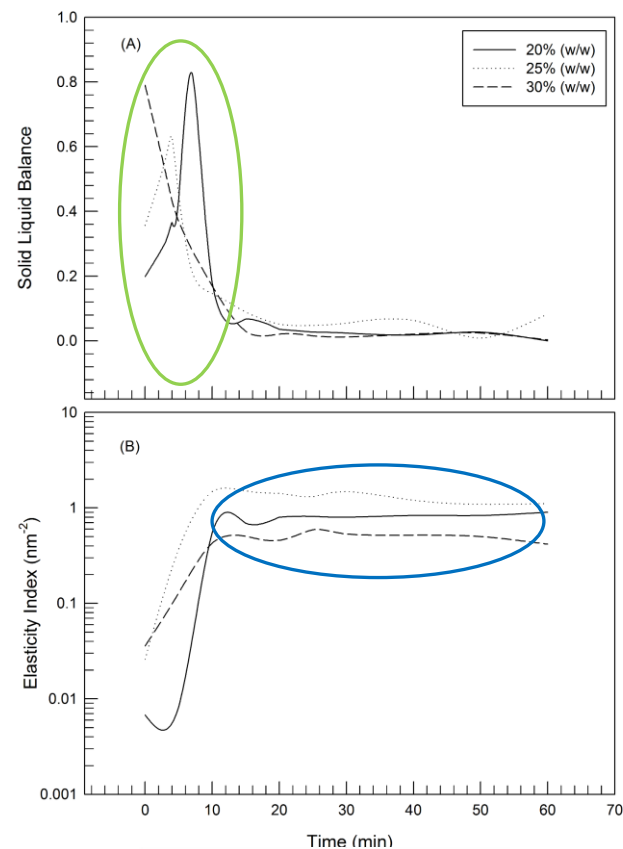 (A)
20% (w/w)
25% (w/w)
30% (w/w)
Solid Liquid Balance
1.0
0.8
0.6
0.4
0.2
0.0
(B)
Elasticity Index (nm⁻²)
10
1
0.1
0.01
0.001
0 10 20 30 40 50 60 70
Time (min)